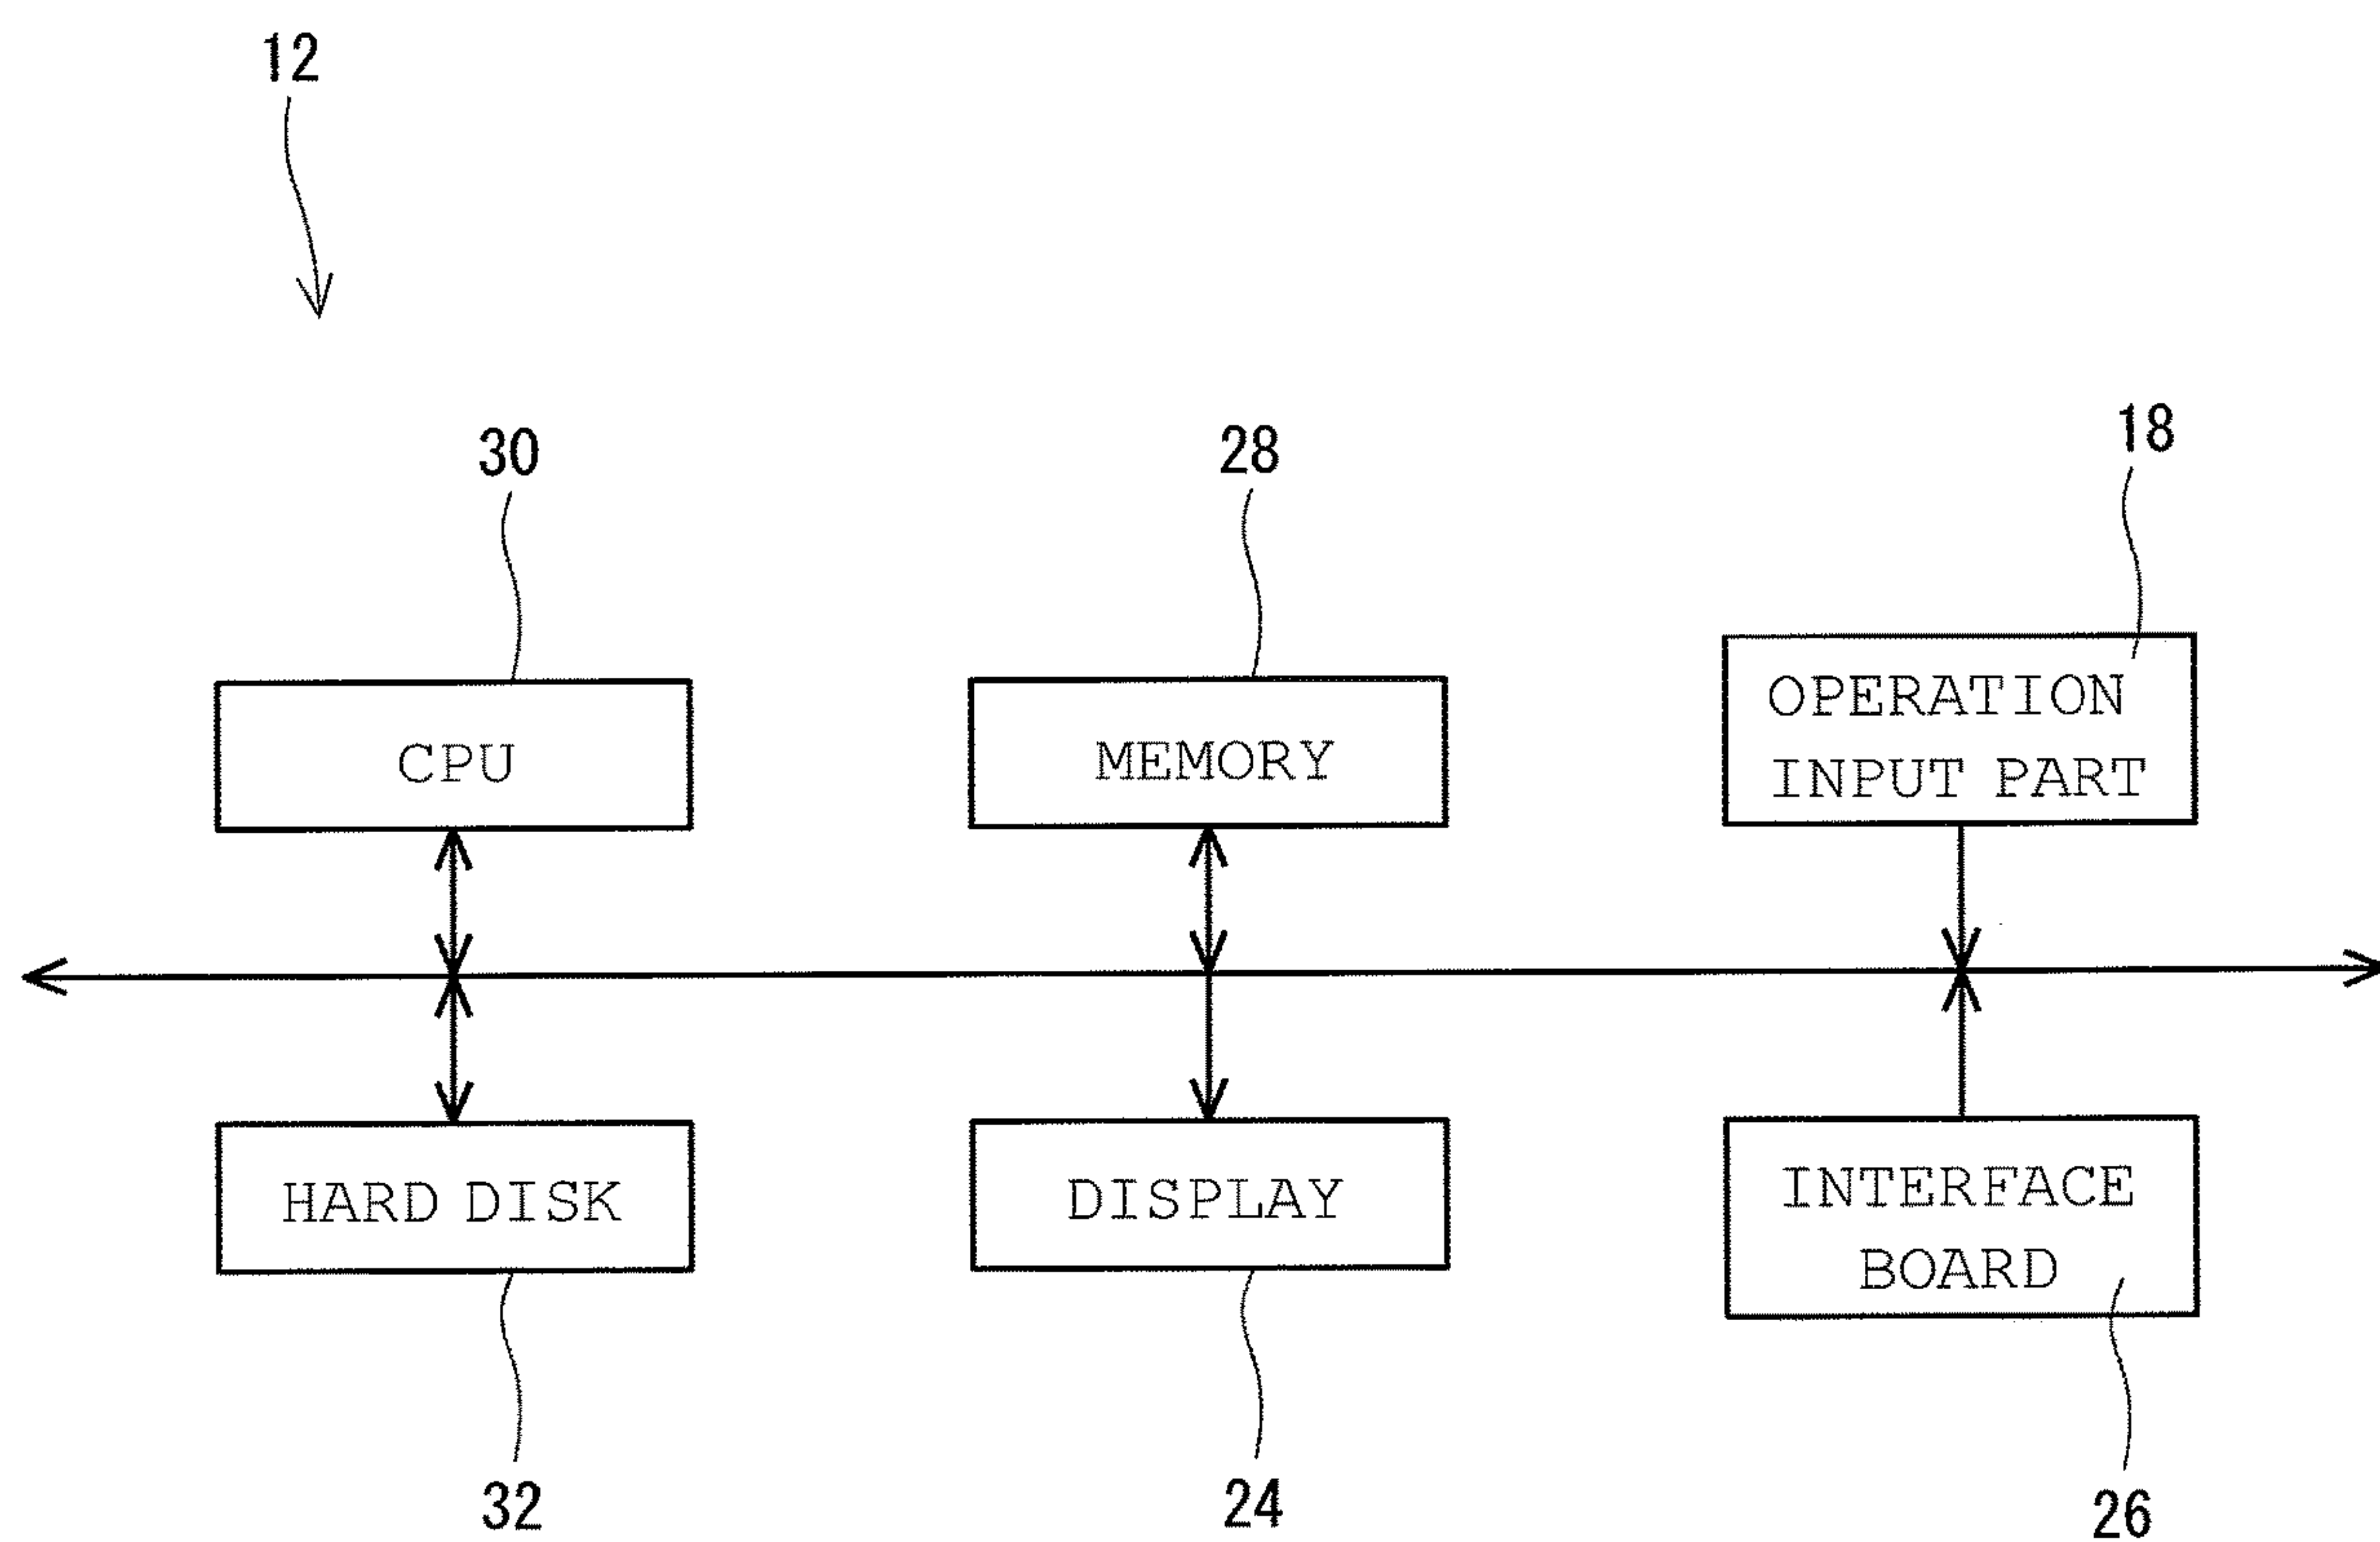 12
30
28
18
CPU
MEMORY
OPERATION
INPUT PART
HARD DISK
DISPLAY
INTERFACE
BOARD
32
24
26